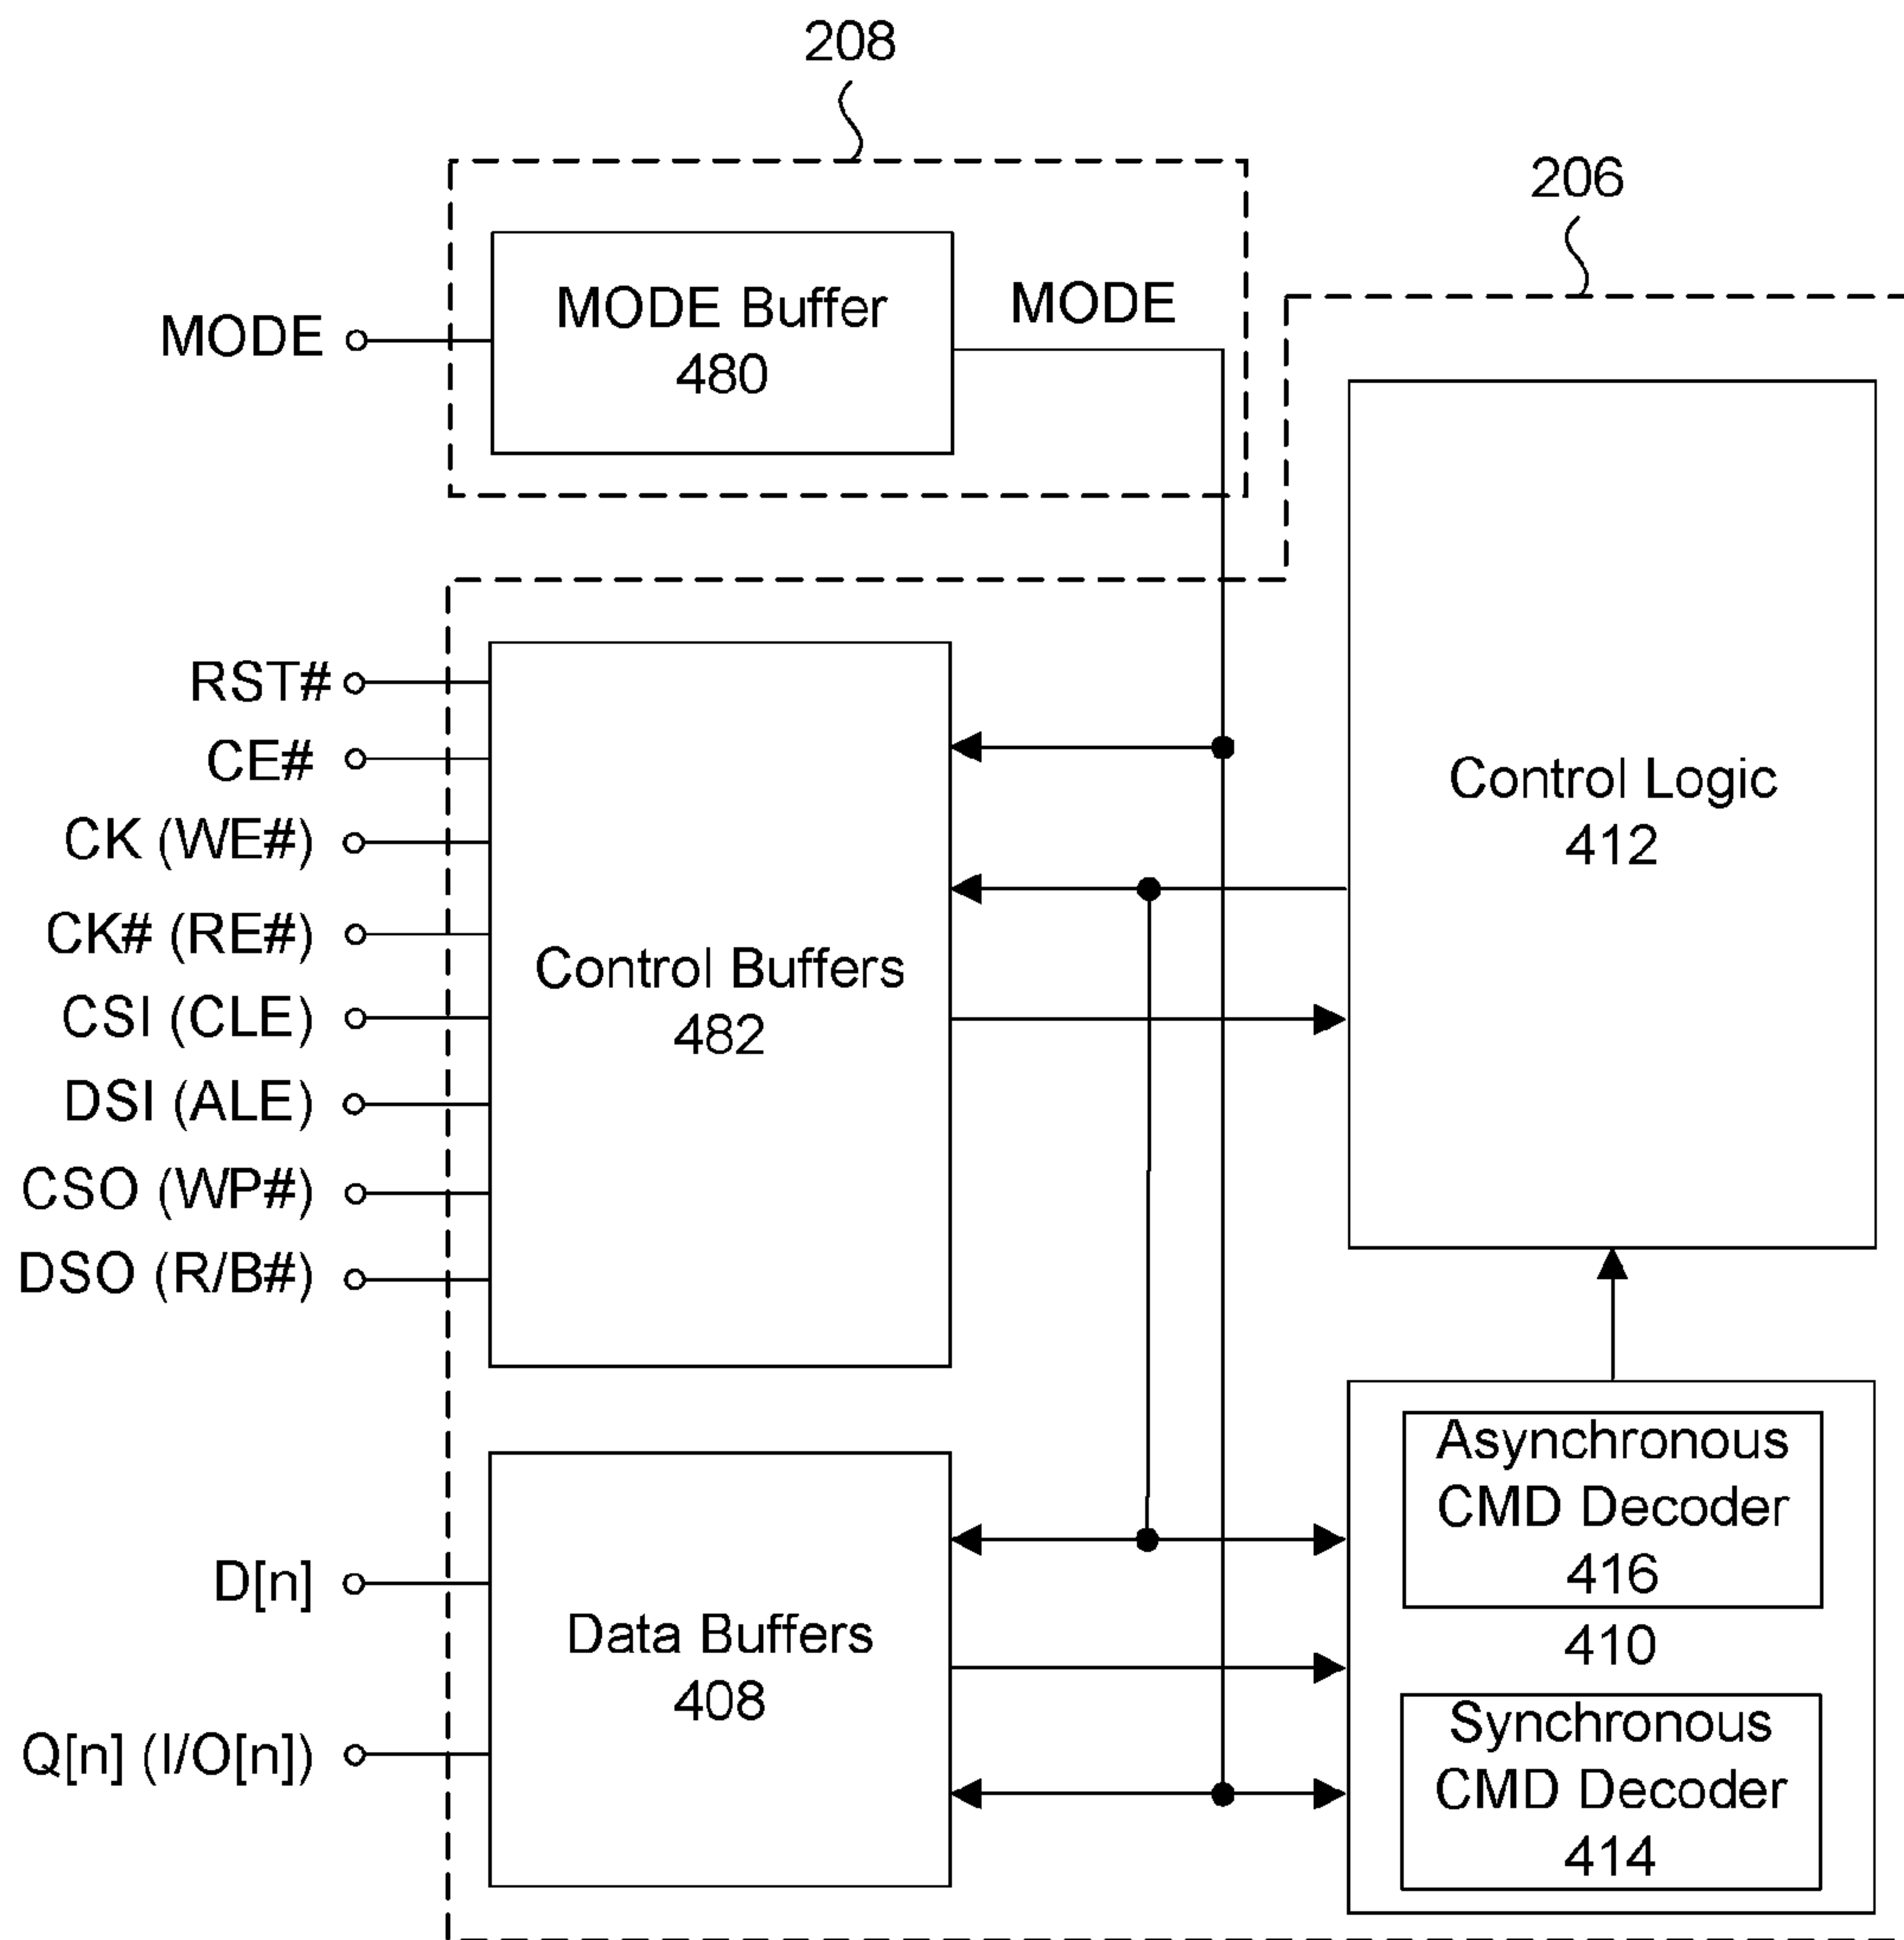 208
206
MODE
MODE Buffer
480
MODE
RST#
CE#
CK (WE#)
CK# (RE#)
CSI (CLE)
DSI (ALE)
CSO (WP#)
DSO (R/B#)
Control Buffers
482
Control Logic
412
D[n]
Q[n] (I/O[n])
Data Buffers
408
Asynchronous
CMD Decoder
416
410
Synchronous
CMD Decoder
414